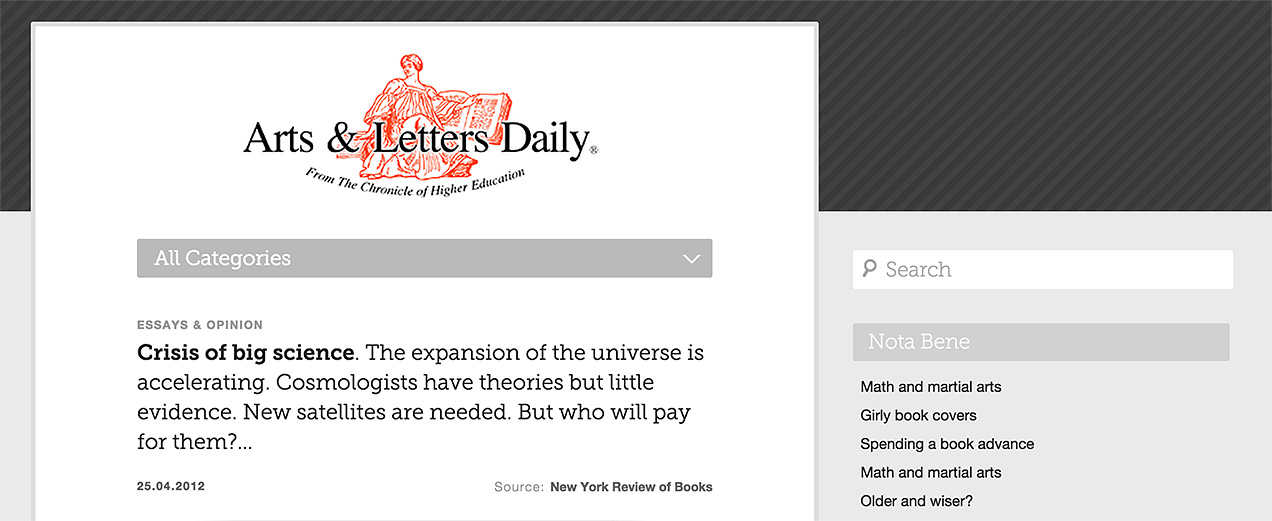 Arts & Letters Daily®
From The Chronicle of Higher Education
All Categories
ESSAYS & OPINION
Crisis of big science. The expansion of the universe is
accelerating. Cosmologists have theories but little
evidence. New satellites are needed. But who will pay
for them?...
25.04.2012
Source: New York Review of Books
Search
Nota Bene
Math and martial arts
Girly book covers
Spending a book advance
Math and martial arts
Older and wiser?